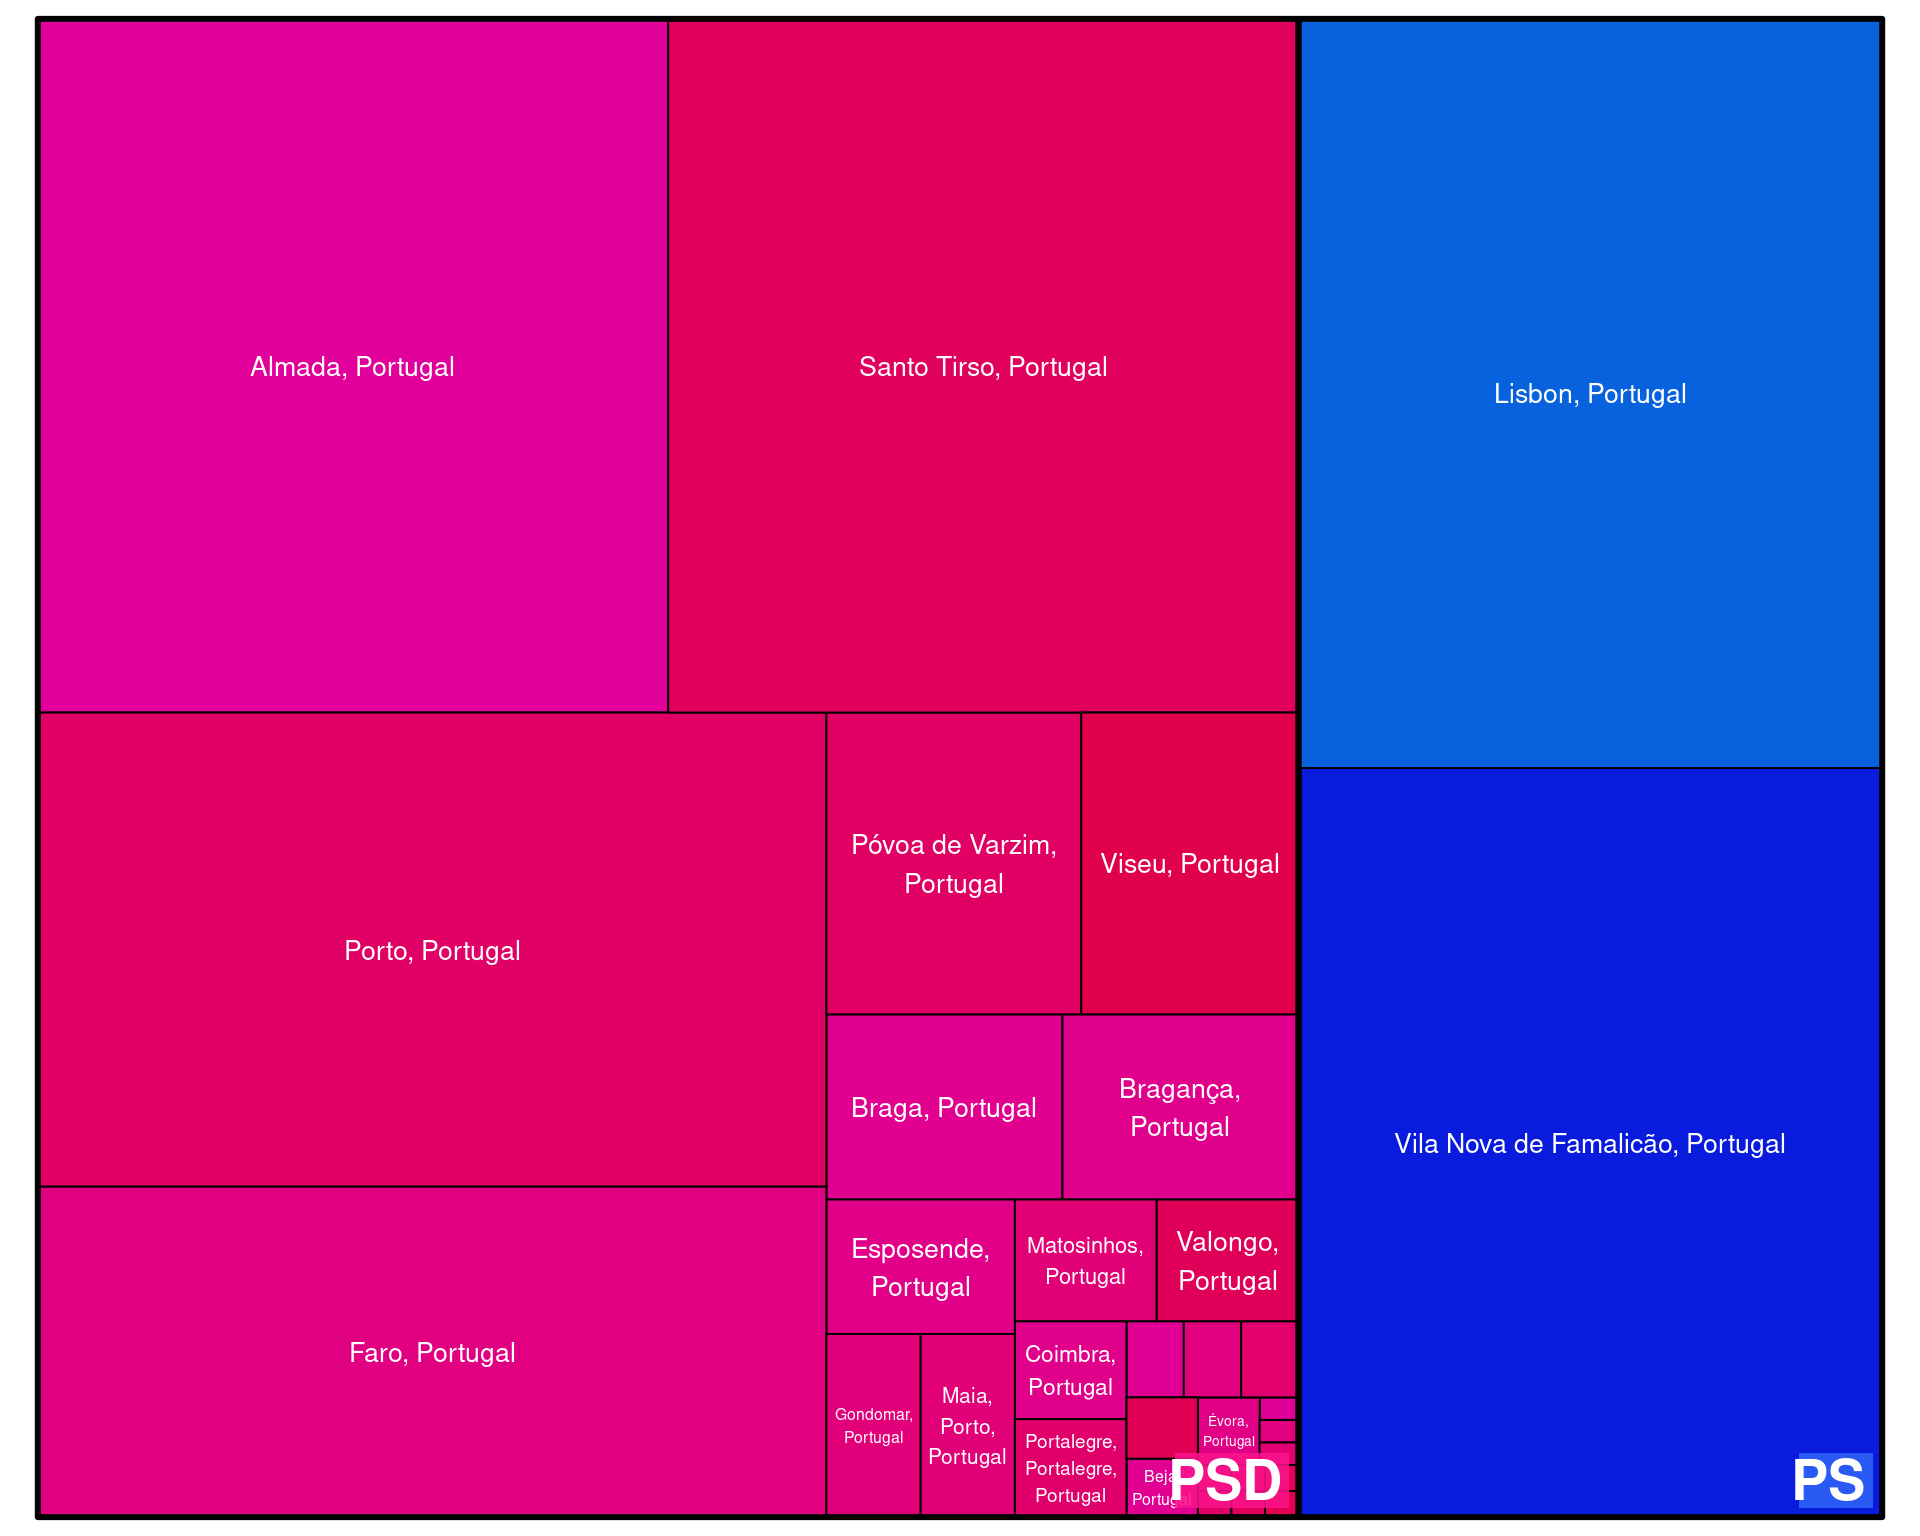 Almada, Portugal
Santo Tirso, Portugal
Lisbon, Portugal
Porto, Portugal
Póvoa de Varzim,
Portugal
Viseu, Portugal
Braga, Portugal
Bragança,
Portugal
Vila Nova de Famalicão, Portugal
Faro, Portugal
Esposende,
Portugal
Matosinhos,
Portugal
Valongo,
Portugal
Gondomar,
Portugal
Maia,
Porto,
Portugal
Coimbra,
Portugal
Portalegre,
Portalegre,
Portugal
Évora,
Portugal
Beja,
Portugal
PSD
PS